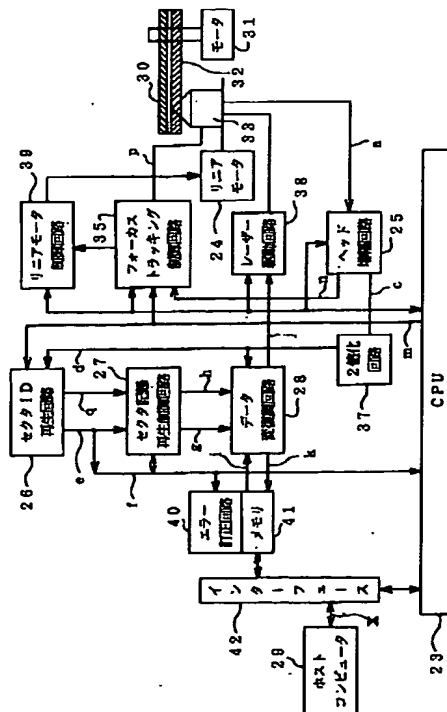 30
モータ
31
32
33
39
リニアモータ
制御回路
p
リニア
モータ
24
35
フォーカス
トラッキング
制御回路
レーザー
駆動回路
38
n
ヘッド
増幅回路
25
c
m
2値化
回路
37
d
セクタID
再生回路
26
q
e
27
セクタ記録
再生制御回路
h
g
f
データ
変復調回路
28
j
k
エラー
訂正回路
40
メモリ
41
インターフェース
42
ホスト
コンピュータ
29
CPU
23